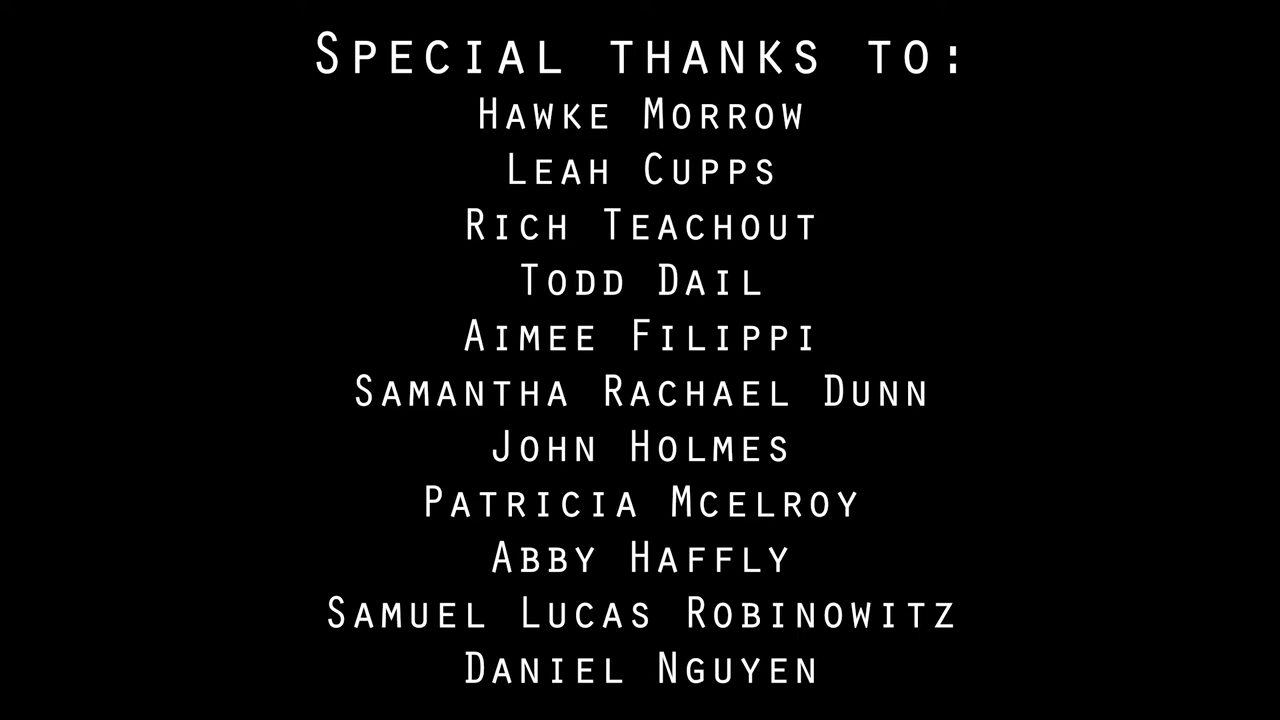 Special thanks to:
Hawke Morrow
Leah Cupps
Rich Teachout
Todd Dail
Aimee Filippi
Samantha Rachael Dunn
John Holmes
Patricia Mcelroy
Abby Haffly
Samuel Lucas Robinowitz
Daniel Nguyen